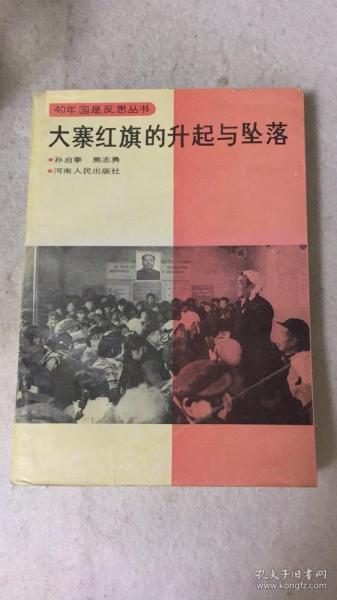 40年国是反思丛书
大寨红旗的升起与坠落
●孙启泰 熊志勇
●河南人民出版社
孔夫子旧书网
www.kongfz.com